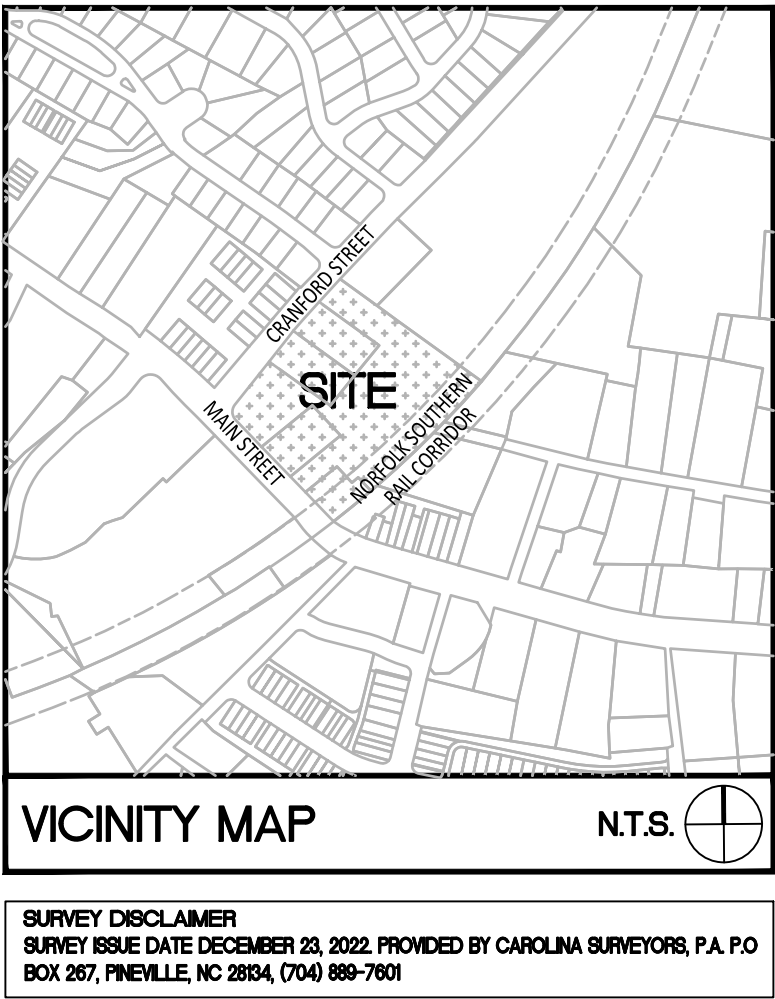 CRANFORD STREET
SITE
MAIN STREET
NORFOLK SOUTHERN
RAIL CORRIDOR
VICINITY MAP
N.T.S.
SURVEY DISCLAIMER
SURVEY ISSUE DATE DECEMBER 23, 2022. PROVIDED BY CAROLINA SURVEYORS, P.A. P.O
BOX 267, PINEVILLE, NC 28134, (704) 889-7601